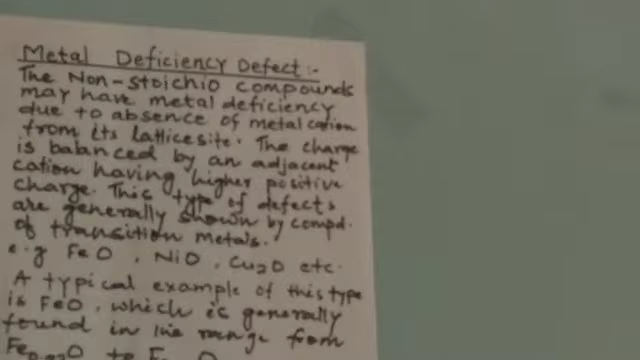 Metal Deficiency Defect:-
The Non-stoichio compounds
may have metal deficiency
due to absence of metal cation
from its lattice site. The charge
is balanced by an adjacent
cation having higher positive
charge. This type of defects
are generally shown by compd.
of transition metals.
e.g FeO, NiO, Cu2O etc.
A typical example of this type
is FeO, which is generally
found in the range from
to